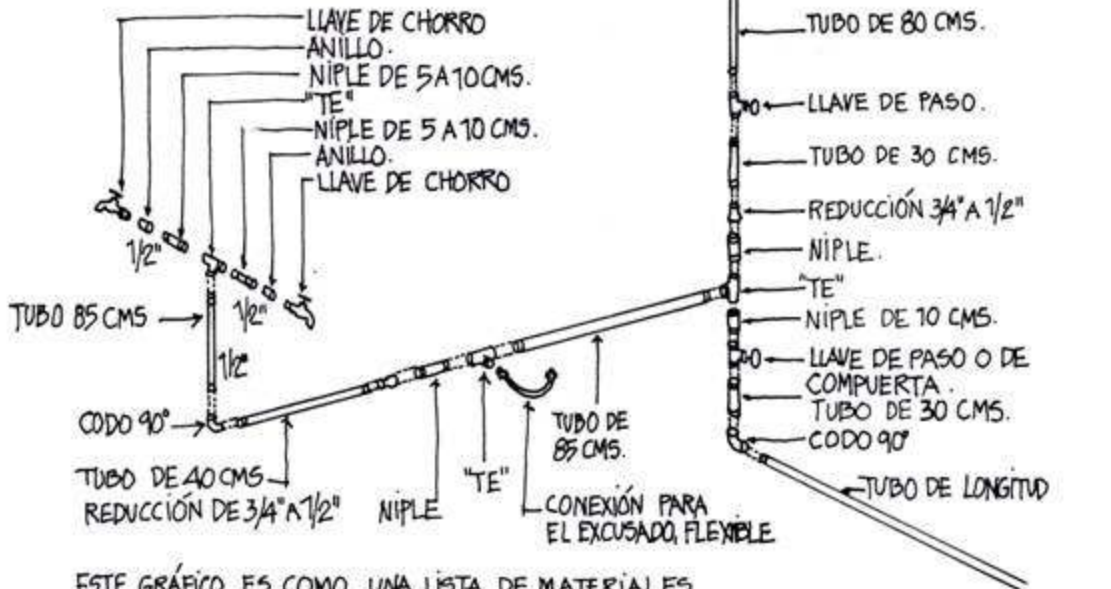 LLAVE DE CHORRO
ANILLO.
NIPLE DE 5 A 10 CMS.
"TE"
NIPLE DE 5 A 10 CMS.
ANILLO.
LLAVE DE CHORRO
1/2"
1/2"
TUBO 85 CMS
1/2"
CODO 90°
TUBO DE 40 CMS
REDUCCIÓN DE 3/4" A 1/2"
NIPLE
"TE"
TUBO DE
85 CMS.
CONEXIÓN PARA
EL EXCUSADO, FLEXIBLE
TUBO DE 80 CMS.
LLAVE DE PASO.
TUBO DE 30 CMS.
REDUCCIÓN 3/4" A 1/2"
NIPLE.
"TE"
NIPLE DE 10 CMS.
LLAVE DE PASO O DE
COMPUERTA.
TUBO DE 30 CMS.
CODO 90°
TUBO DE LONGITUD
ESTE GRÁFICO ES COMO UNA LISTA DE MATERIALES